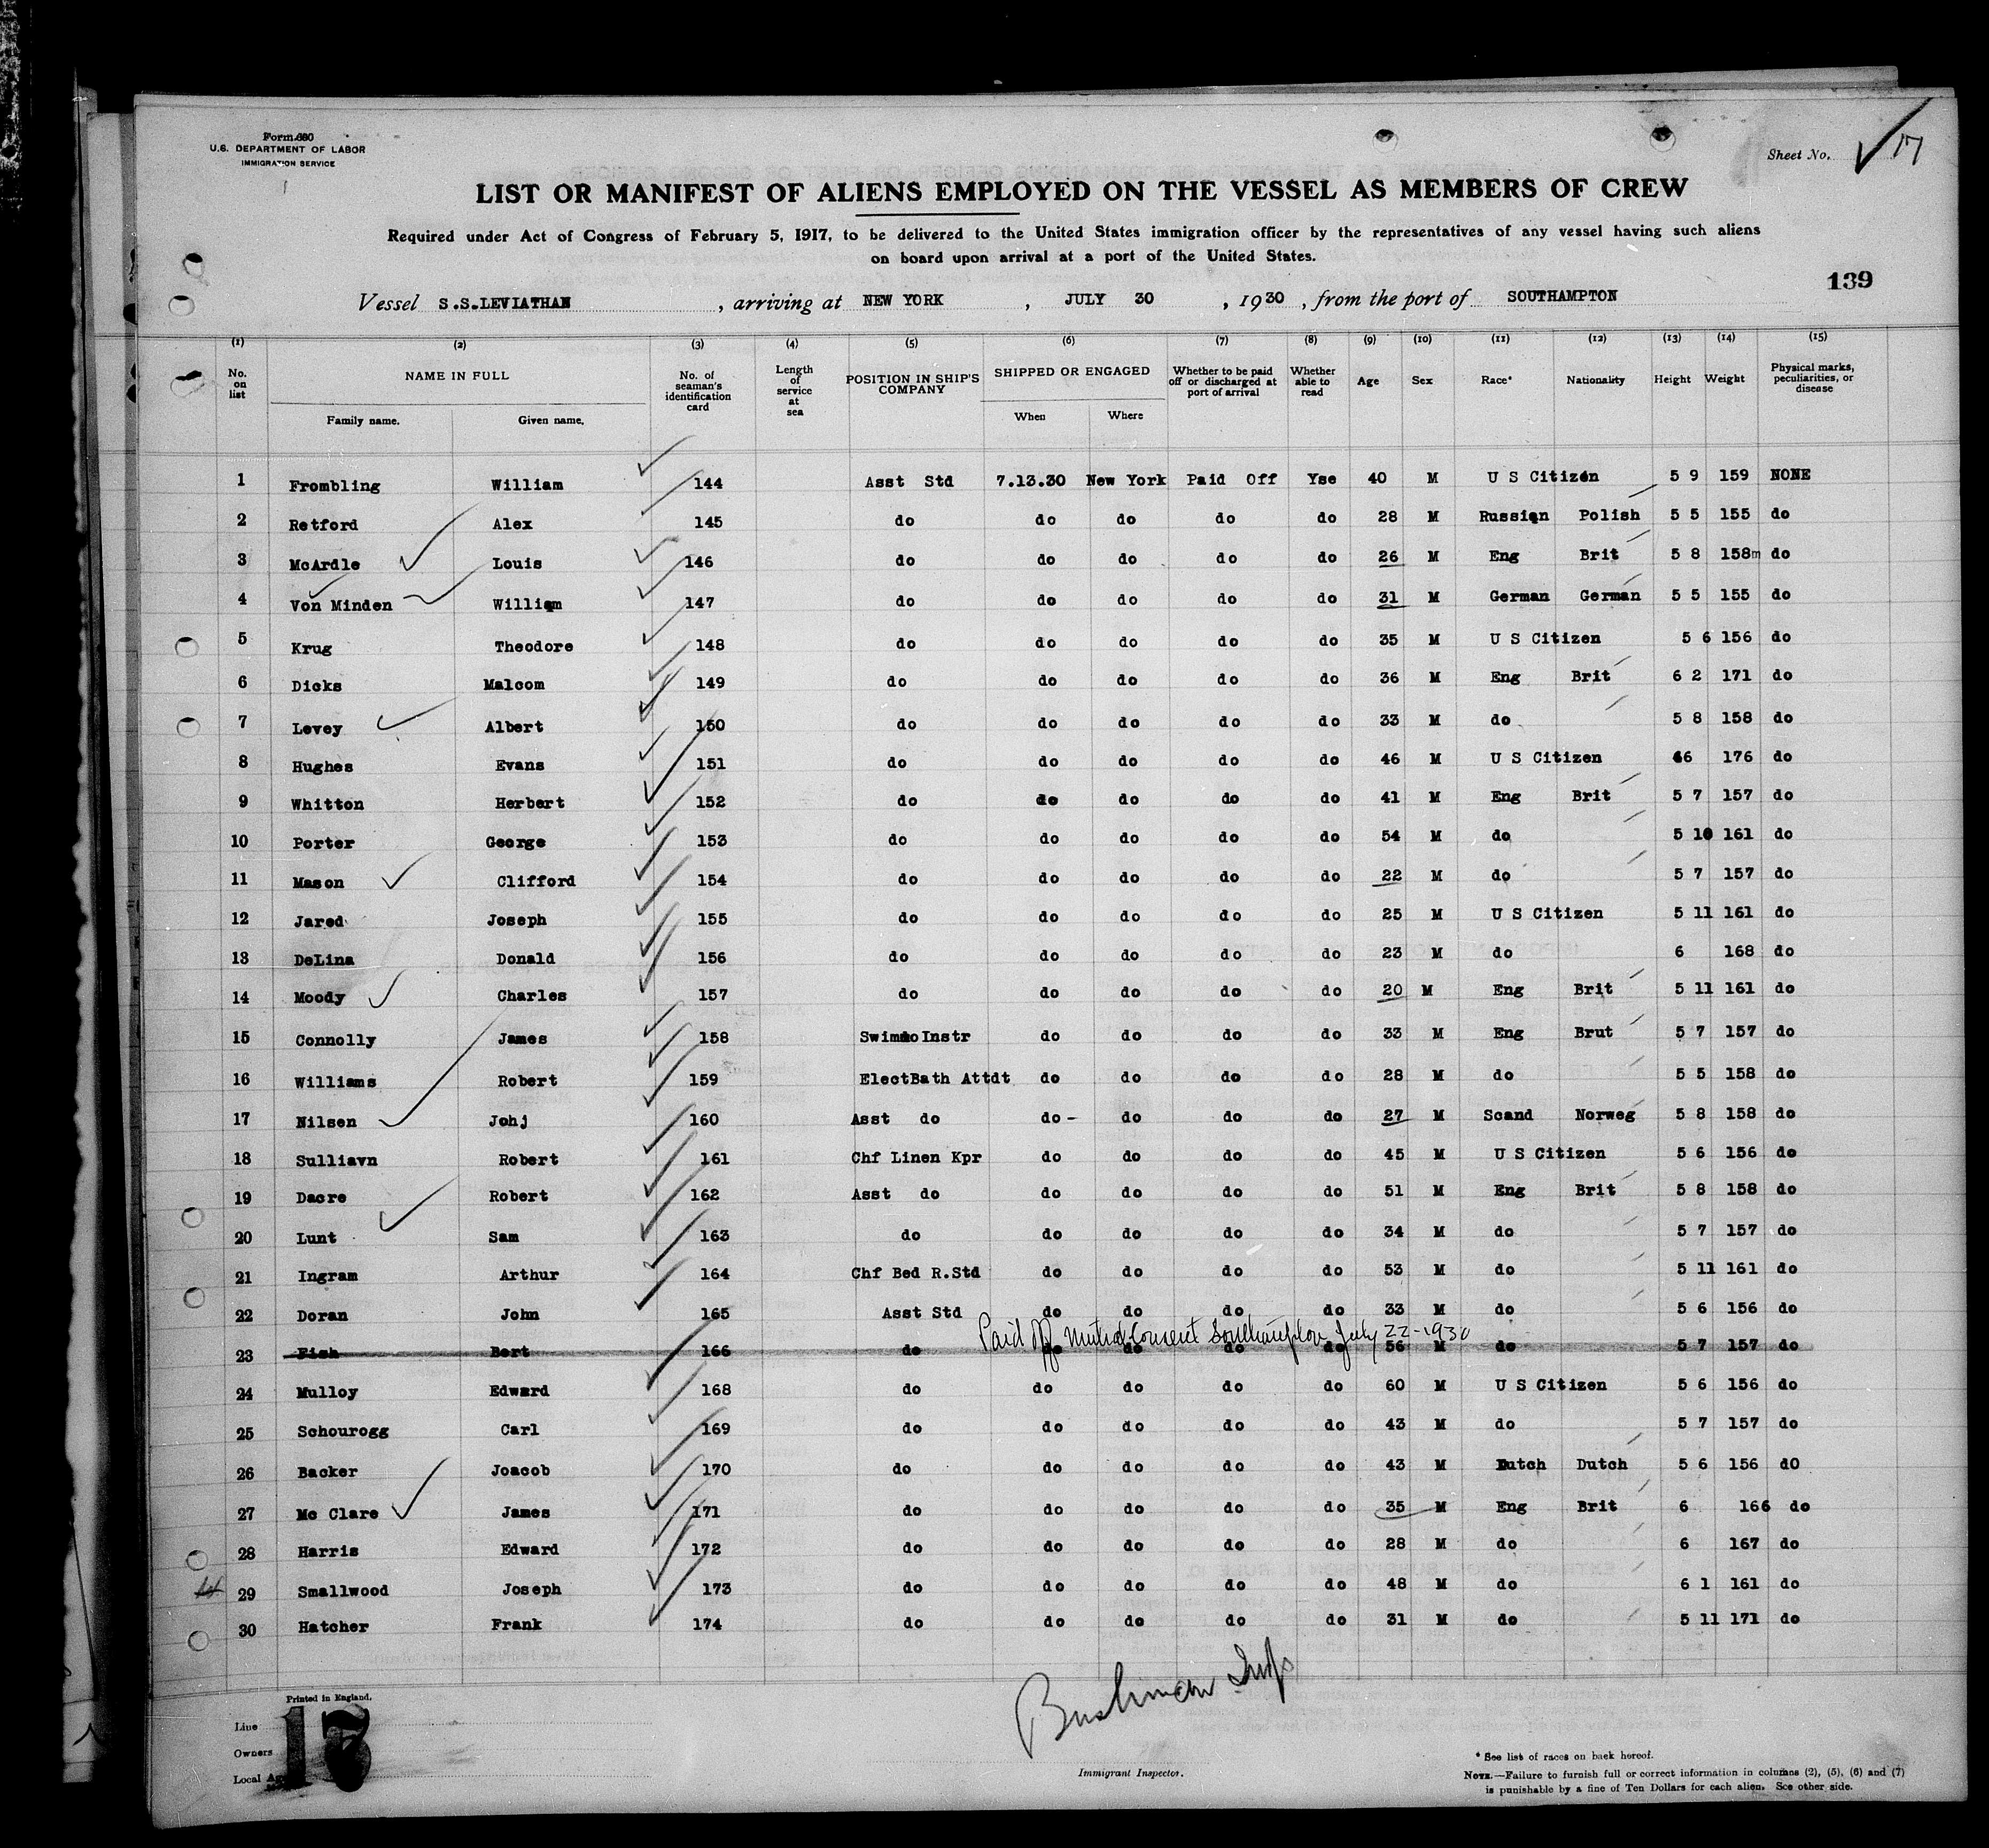 Form 680
U.S. DEPARTMENT OF LABOR
IMMIGRATION SERVICE
Sheet No. 17
LIST OR MANIFEST OF ALIENS EMPLOYED ON THE VESSEL AS MEMBERS OF CREW
Required under Act of Congress of February 5, 1917, to be delivered to the United States immigration officer by the representatives of any vessel having such aliens
on board upon arrival at a port of the United States.
139
Vessel S.S.LEVIATHAN, arriving at NEW YORK, JULY 30, 1930, from the port of SOUTHAMPTON
(1) (2) (3) (4) (5) (6) (7) (8) (9) (10) (11) (12) (13) (14) (15)
No. on list NAME IN FULL Family name. Given name. No. of seaman's identification card Length of service at sea POSITION IN SHIP'S COMPANY SHIPPED OR ENGAGED When Where Whether to be paid off or discharged at port of arrival Whether able to read Age Sex Race* Nationality Height Weight Physical marks, peculiarities, or disease
1 Frombling William 144 Asst Std 7.13.30 New York Paid Off Yse 40 M U S Citizen 5 9 159 NONE
2 Retford Alex 145 do do do do do 28 M Russian Polish 5 5 155 do
3 McArdle Louis 146 do do do do do 26 M Eng Brit 5 8 158m do
4 Von Minden William 147 do do do do do 31 M German German 5 5 155 do
5 Krug Theodore 148 do do do do do 35 M U S Citizen 5 6 156 do
6 Dicks Malcom 149 do do do do do 36 M Eng Brit 6 2 171 do
7 Levey Albert 150 do do do do do 33 M do 5 8 158 do
8 Hughes Evans 151 do do do do do 46 M U S Citizen 66 176 do
9 Whitton Herbert 152 do do do do do 41 M Eng Brit 5 7 157 do
10 Porter George 153 do do do do do 54 M do 5 10 161 do
11 Mason Clifford 154 do do do do do 22 M do 5 7 157 do
12 Jared Joseph 155 do do do do do 25 M U S Citizen 5 11 161 do
13 DeLina Donald 156 do do do do do 23 M do 6 168 do
14 Moody Charles 157 do do do do do 20 M Eng Brit 5 11 161 do
15 Connolly James 158 SwimmoInstr do do do do 33 M Eng Brut 5 7 157 do
16 Williams Robert 159 ElectBath Attdt do do do do 28 M do 5 5 158 do
17 Nilsen Johj 160 Asst do do - do do do 27 M Scand Norweg 5 8 158 do
18 Sulliavn Robert 161 Chf Linen Kpr do do do do 45 M U S Citizen 5 6 156 do
19 Dacre Robert 162 Asst do do do do do 51 M Eng Brit 5 8 158 do
20 Lunt Sam 163 do do do do do 34 M do 5 7 157 do
21 Ingram Arthur 164 Chf Bed R.Std do do do do 53 M do 5 11 161 do
22 Doran John 165 Asst Std do do do do 33 M do 5 6 156 do
Paid off mutual Consent Southampton July 22-1930
23 Fish Bert 166 do do do do do 56 M do 5 7 157 do
24 Mulloy Edward 168 do do do do do 60 M U S Citizen 5 6 156 do
25 Schourogg Carl 169 do do do do do 43 M do 5 7 157 do
26 Backer Joacob 170 do do do do do 43 M Dutch Dutch 5 6 156 dO
27 Mc Clare James 171 do do do do do 35 M Eng Brit 6 166 do
28 Harris Edward 172 do do do do do 28 M do 6 167 do
29 Smallwood Joseph 173 do do do do do 48 M do 6 1 161 do
30 Hatcher Frank 174 do do do do do 31 M do 5 11 171 do
Bushman Insp
Printed in England.
Line
Owners
Local
17
Immigrant Inspector.
* See list of races on back hereof.
NOTE.—Failure to furnish full or correct information in columns (2), (5), (6) and (7)
is punishable by a fine of Ten Dollars for each alien. See other side.